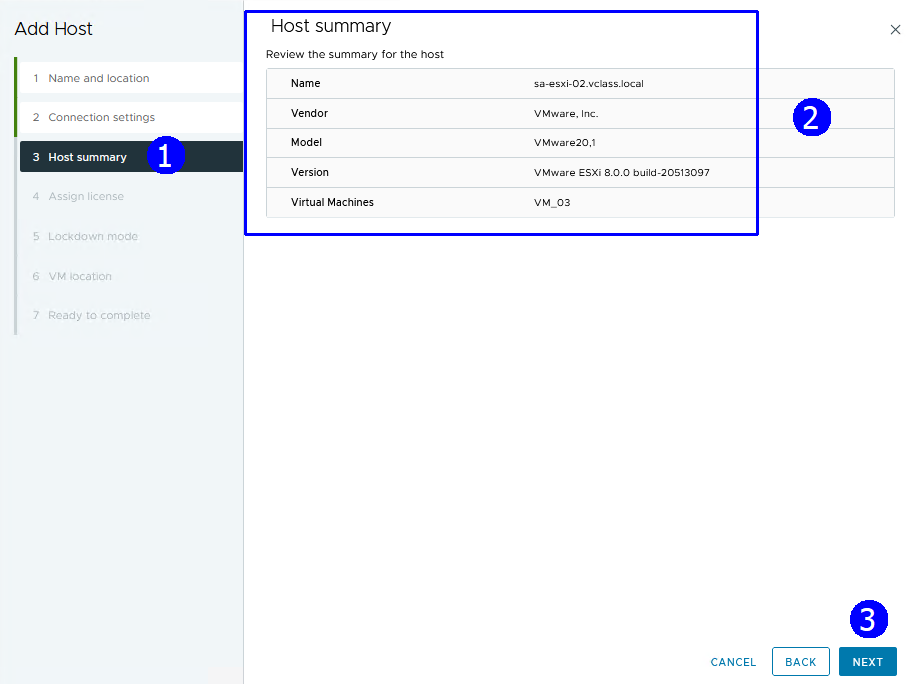 Add Host
1 Name and location
2 Connection settings
3 Host summary
1
4 Assign license
5 Lockdown mode
6 VM location
7 Ready to complete
Host summary
Review the summary for the host
Name sa-esxi-02.vclass.local
Vendor VMware, Inc.
Model VMware20,1
Version VMware ESXi 8.0.0 build-20513097
Virtual Machines VM_03
2
3
CANCEL BACK NEXT